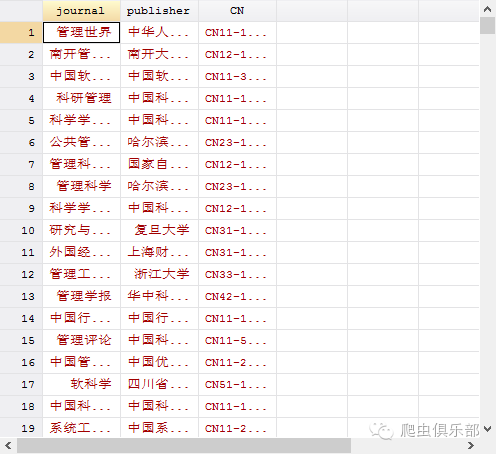 journal publisher CN
1 管理世界 中华人... CN11-1...
2 南开管... 南开大... CN12-1...
3 中国软... 中国软... CN11-3...
4 科研管理 中国科... CN11-1...
5 科学学... 中国科... CN11-1...
6 公共管... 哈尔滨... CN23-1...
7 管理科... 国家自... CN12-1...
8 管理科学 哈尔滨... CN23-1...
9 科学学... 中国科... CN12-1...
10 研究与... 复旦大学 CN31-1...
11 外国经... 上海财... CN31-1...
12 管理工... 浙江大学 CN33-1...
13 管理学报 华中科... CN42-1...
14 中国行... 中国行... CN11-1...
15 管理评论 中国科... CN11-5...
16 中国管... 中国优... CN11-2...
17 软科学 四川省... CN51-1...
18 中国科... 中国科... CN11-1...
19 系统工... 中国系... CN11-2...
爬虫俱乐部